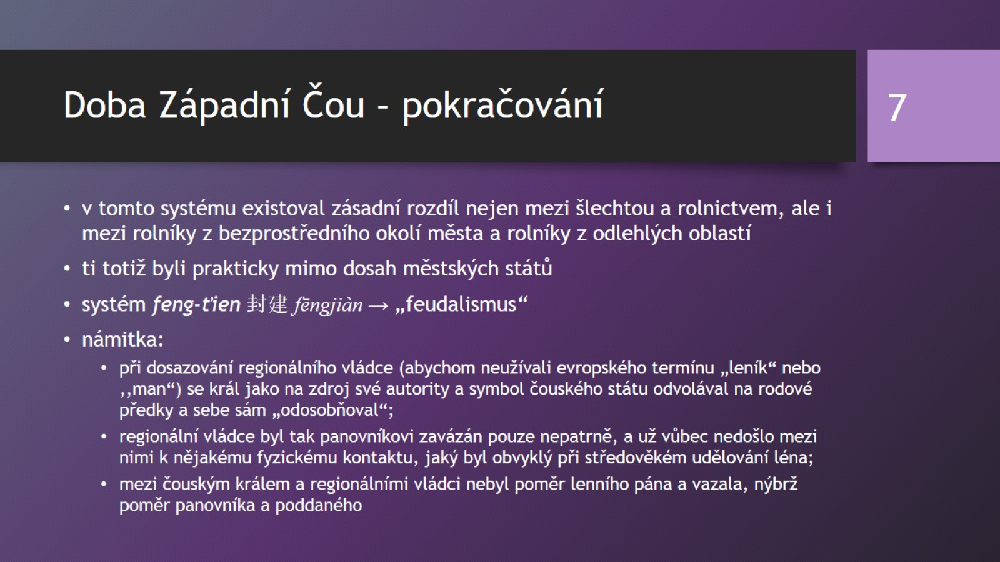 Doba Západní Čou - pokračování
7
• v tomto systému existoval zásadní rozdíl nejen mezi šlechtou a rolnictvem, ale i
mezi rolníky z bezprostředního okolí města a rolníky z odlehlých oblastí
• ti totiž byli prakticky mimo dosah městských států
• systém feng-ťien 封建 fēngjiàn → „feudalismus“
• námitka:
• při dosazování regionálního vládce (abychom neužívali evropského termínu „leník“ nebo
,,man“) se král jako na zdroj své autority a symbol čouského státu odvolával na rodové
předky a sebe sám „odosobňoval“;
• regionální vládce byl tak panovníkovi zavázán pouze nepatrně, a už vůbec nedošlo mezi
nimi k nějakému fyzickému kontaktu, jaký byl obvyklý při středověkém udělování léna;
• mezi čouským králem a regionálními vládci nebyl poměr lenního pána a vazala, nýbrž
poměr panovníka a poddaného